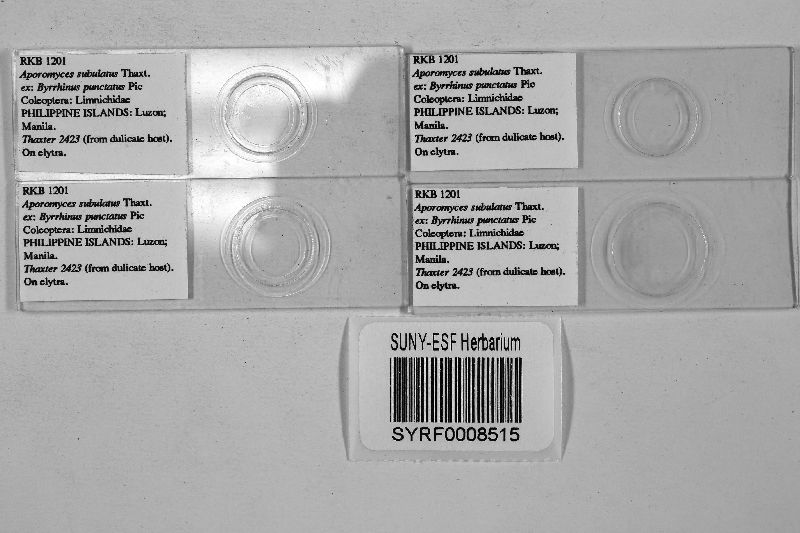 RKB 1201
Aporomyces subulatus Thaxt.
ex: Byrrhinus punctatus Pic
Coleoptera: Limnichidae
PHILIPPINE ISLANDS: Luzon;
Manila.
Thaxter 2423 (from dulicate host).
On elytra.
RKB 1201
Aporomyces subulatus Thaxt.
ex: Byrrhinus punctatus Pic
Coleoptera: Limnichidae
PHILIPPINE ISLANDS: Luzon;
Manila.
Thaxter 2423 (from dulicate host).
On elytra.
RKB 1201
Aporomyces subulatus Thaxt.
ex: Byrrhinus punctatus Pic
Coleoptera: Limnichidae
PHILIPPINE ISLANDS: Luzon;
Manila.
Thaxter 2423 (from dulicate host).
On elytra.
RKB 1201
Aporomyces subulatus Thaxt.
ex: Byrrhinus punctatus Pic
Coleoptera: Limnichidae
PHILIPPINE ISLANDS: Luzon;
Manila.
Thaxter 2423 (from dulicate host).
On elytra.
SUNY-ESF Herbarium
SYRF0008515